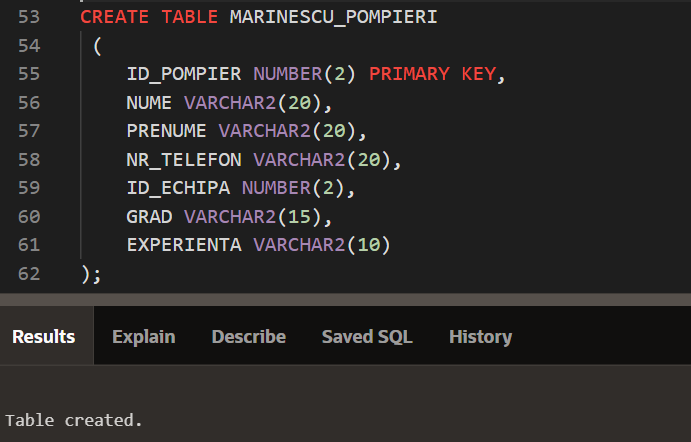 53 CREATE TABLE MARINESCU_POMPIERI
54 (
55 ID_POMPIER NUMBER(2) PRIMARY KEY,
56 NUME VARCHAR2(20),
57 PRENUME VARCHAR2(20),
58 NR_TELEFON VARCHAR2(20),
59 ID_ECHIPA NUMBER(2),
60 GRAD VARCHAR2(15),
61 EXPERIENTA VARCHAR2(10)
62 );
Results Explain Describe Saved SQL History
Table created.